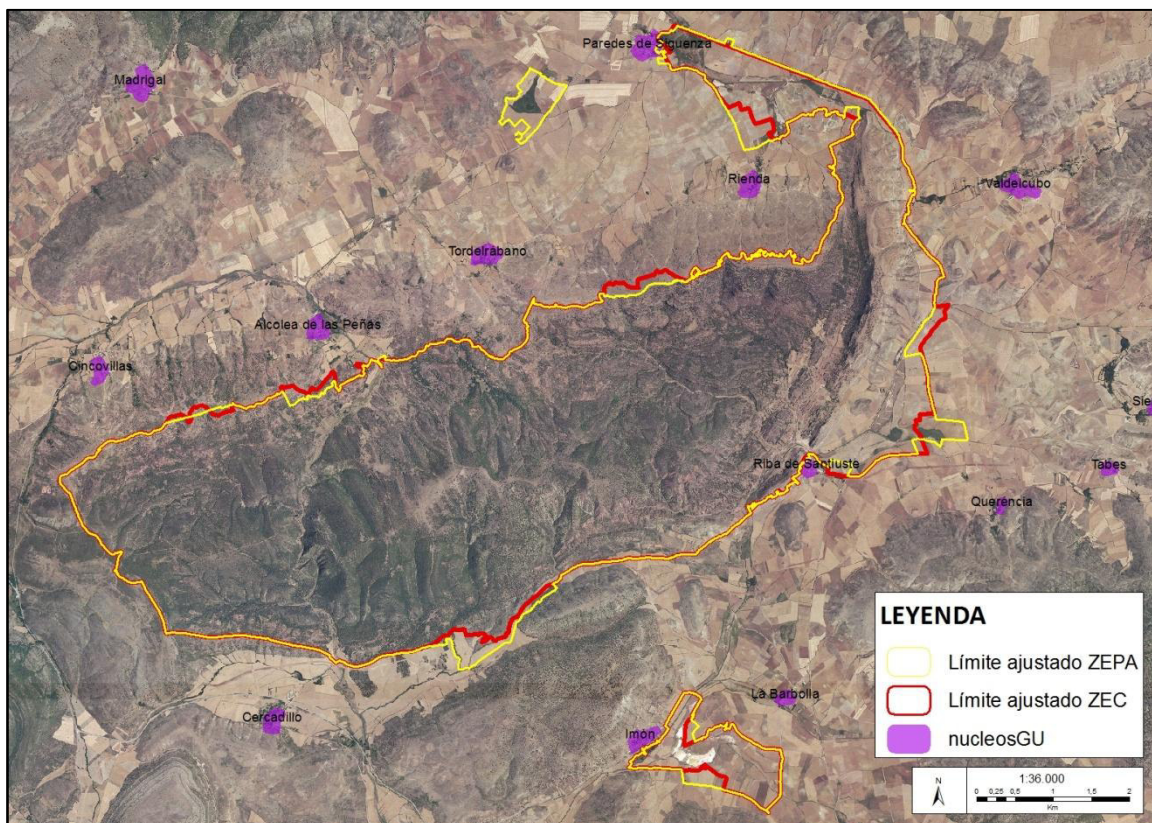 Paredes de Sigüenza
Madrigal
Rienda
Valdelcubo
Tordelrábano
Alcolea de las Peñas
Cincovillas
Sie
Riba de Santiuste
Tabes
Querencia
LEYENDA
Límite ajustado ZEPA
Límite ajustado ZEC
nucleosGU
La Barbolla
Cercadillo
Imón
N
1:36.000
0 0,25 0,5 1 1,5 2
Km